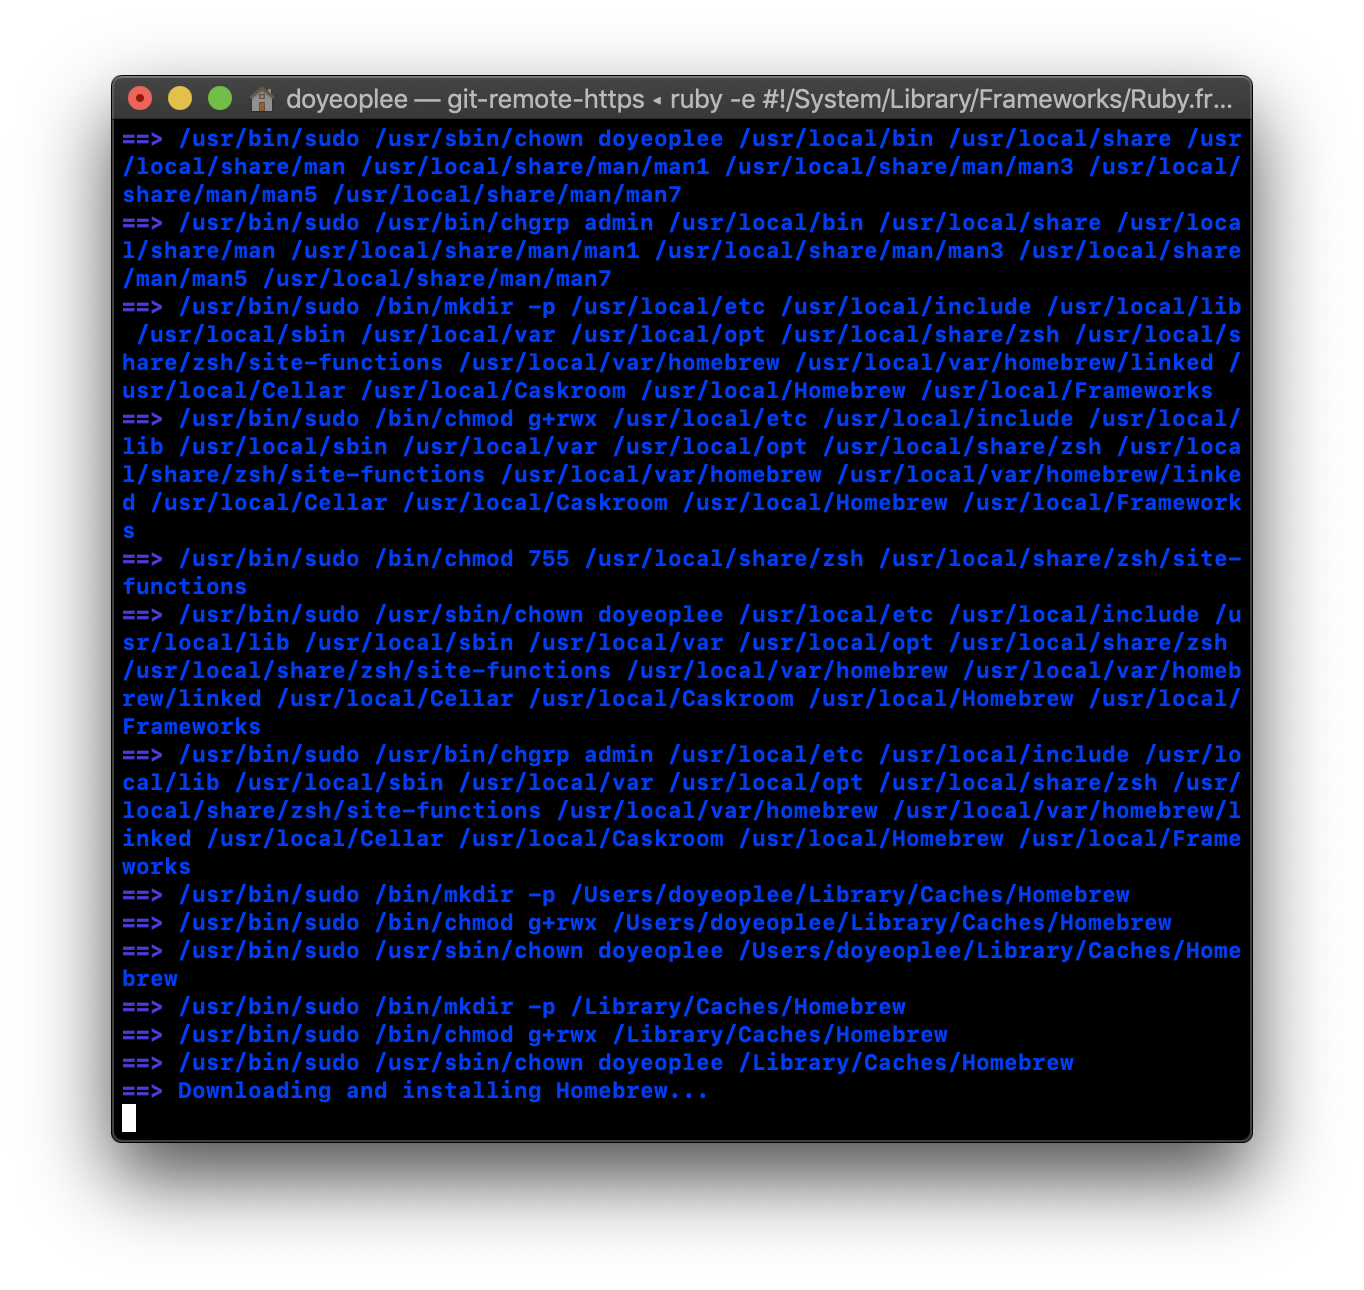 doyeoplee — git-remote-https ◂ ruby -e #!/System/Library/Frameworks/Ruby.fr...
==> /usr/bin/sudo /usr/sbin/chown doyeoplee /usr/local/bin /usr/local/share /usr
/local/share/man /usr/local/share/man/man1 /usr/local/share/man/man3 /usr/local/
share/man/man5 /usr/local/share/man/man7
==> /usr/bin/sudo /usr/bin/chgrp admin /usr/local/bin /usr/local/share /usr/loca
l/share/man /usr/local/share/man/man1 /usr/local/share/man/man3 /usr/local/share
/man/man5 /usr/local/share/man/man7
==> /usr/bin/sudo /bin/mkdir -p /usr/local/etc /usr/local/include /usr/local/lib
 /usr/local/sbin /usr/local/var /usr/local/opt /usr/local/share/zsh /usr/local/s
hare/zsh/site-functions /usr/local/var/homebrew /usr/local/var/homebrew/linked /
usr/local/Cellar /usr/local/Caskroom /usr/local/Homebrew /usr/local/Frameworks
==> /usr/bin/sudo /bin/chmod g+rwx /usr/local/etc /usr/local/include /usr/local/
lib /usr/local/sbin /usr/local/var /usr/local/opt /usr/local/share/zsh /usr/loca
l/share/zsh/site-functions /usr/local/var/homebrew /usr/local/var/homebrew/linke
d /usr/local/Cellar /usr/local/Caskroom /usr/local/Homebrew /usr/local/Framework
s
==> /usr/bin/sudo /bin/chmod 755 /usr/local/share/zsh /usr/local/share/zsh/site-
functions
==> /usr/bin/sudo /usr/sbin/chown doyeoplee /usr/local/etc /usr/local/include /u
sr/local/lib /usr/local/sbin /usr/local/var /usr/local/opt /usr/local/share/zsh
/usr/local/share/zsh/site-functions /usr/local/var/homebrew /usr/local/var/homeb
rew/linked /usr/local/Cellar /usr/local/Caskroom /usr/local/Homebrew /usr/local/
Frameworks
==> /usr/bin/sudo /usr/bin/chgrp admin /usr/local/etc /usr/local/include /usr/lo
cal/lib /usr/local/sbin /usr/local/var /usr/local/opt /usr/local/share/zsh /usr/
local/share/zsh/site-functions /usr/local/var/homebrew /usr/local/var/homebrew/l
inked /usr/local/Cellar /usr/local/Caskroom /usr/local/Homebrew /usr/local/Frame
works
==> /usr/bin/sudo /bin/mkdir -p /Users/doyeoplee/Library/Caches/Homebrew
==> /usr/bin/sudo /bin/chmod g+rwx /Users/doyeoplee/Library/Caches/Homebrew
==> /usr/bin/sudo /usr/sbin/chown doyeoplee /Users/doyeoplee/Library/Caches/Home
brew
==> /usr/bin/sudo /bin/mkdir -p /Library/Caches/Homebrew
==> /usr/bin/sudo /bin/chmod g+rwx /Library/Caches/Homebrew
==> /usr/bin/sudo /usr/sbin/chown doyeoplee /Library/Caches/Homebrew
==> Downloading and installing Homebrew...